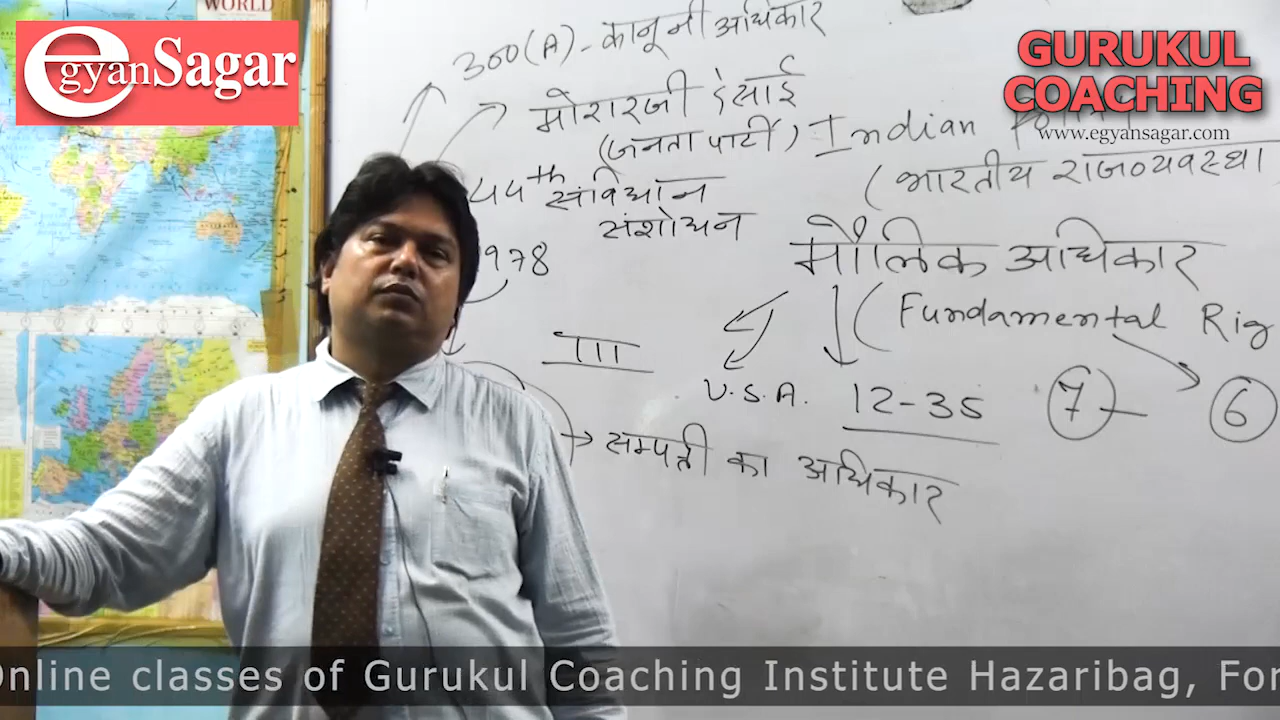 WORLD
egyanSagar
GURUKUL
COACHING
www.egyansagar.com
300(A) - कानूनी अधिकार
मोरारजी देसाई
(जनता पार्टी)
44th संविधान
संशोधन
1978
Indian
(भारतीय राजव्यवस्था
मौलिक अधिकार
(Fundamental Rig
III
U.S.A.
12-35
7
6
सम्पत्ती का अधिकार
Online classes of Gurukul Coaching Institute Hazaribag, For